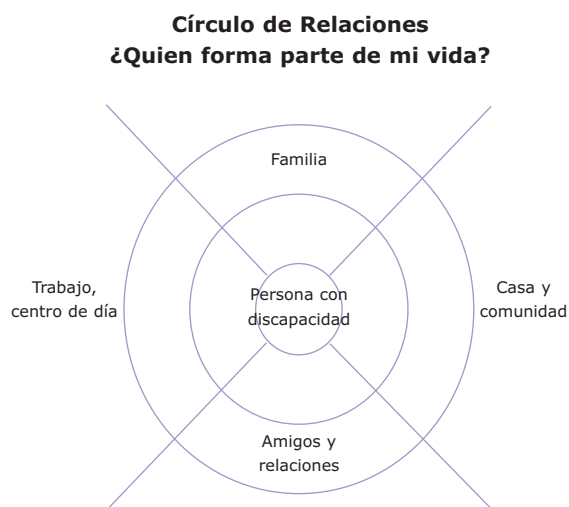 Círculo de Relaciones
¿Quien forma parte de mi vida?
Familia
Trabajo,
centro de día
Persona con
discapacidad
Casa y
comunidad
Amigos y
relaciones